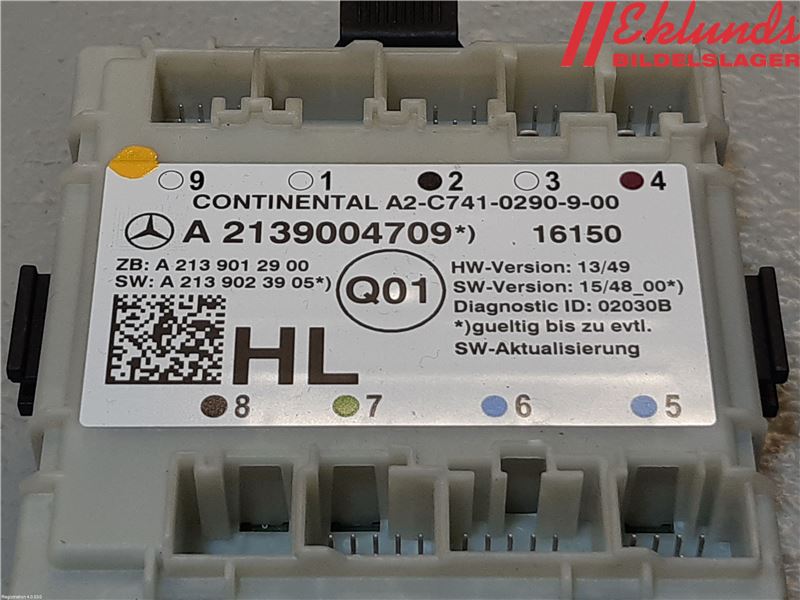 Eklunds
BILDELSLAGER
9 1 2 3 4
CONTINENTAL A2-C741-0290-9-00
A 2139004709*) 16150
ZB: A 213 901 29 00
SW: A 213 902 39 05*)
Q01
HW-Version: 13/49
SW-Version: 15/48_00*)
Diagnostic ID: 02030B
*)gueltig bis zu evtl.
SW-Aktualisierung
HL
8 7 6 5